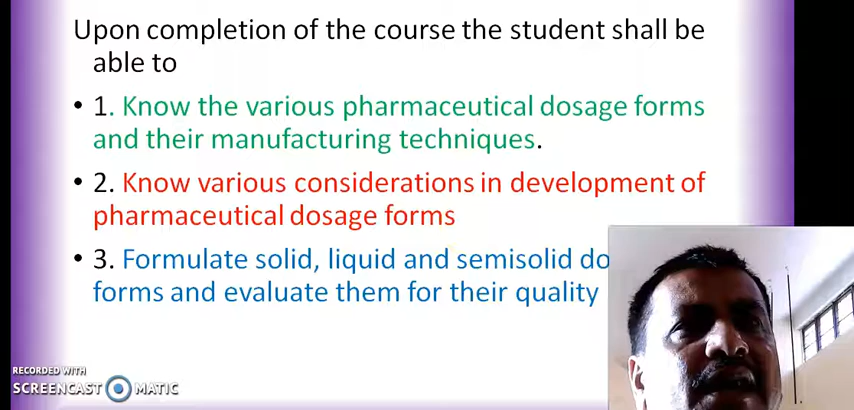 Upon completion of the course the student shall be
able to
• 1. Know the various pharmaceutical dosage forms
and their manufacturing techniques.
• 2. Know various considerations in development of
pharmaceutical dosage forms
• 3. Formulate solid, liquid and semisolid do
forms and evaluate them for their quality
RECORDED WITH
SCREENCAST MATIC